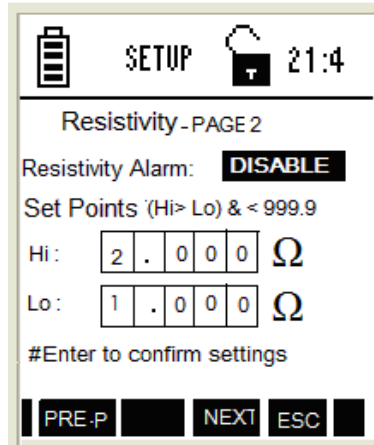 SETUP T 21:4
Resistivity-PAGE 2
Resistivity Alarm: DISABLE
Set Points (Hi> Lo) & < 999.9
Hi : 2 . 0 0 0 Ω
Lo : 1 . 0 0 0 Ω
#Enter to confirm settings
PRE-P NEXT ESC